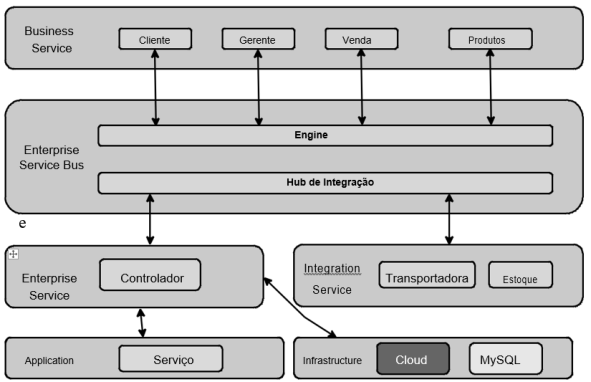 Business
Service
Cliente
Gerente
Venda
Produtos
Enterprise
Service Bus
Engine
Hub de Integração
e
Enterprise
Service
Controlador
Integration
Service
Transportadora
Estoque
Application
Serviço
Infrastructure
Cloud
MySQL